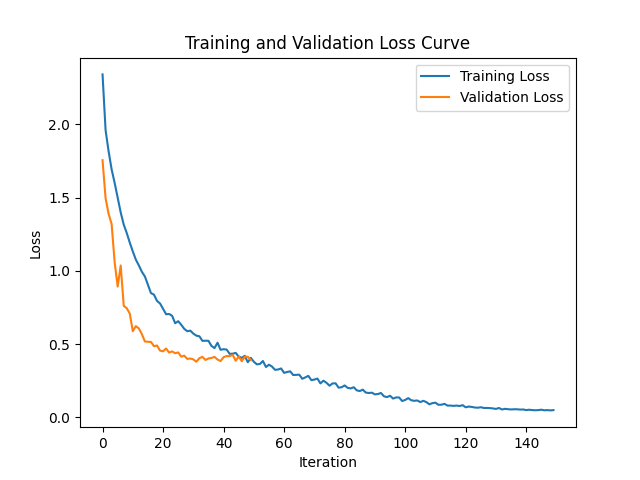 Training and Validation Loss Curve
Training Loss
Validation Loss
2.0
1.5
1.0
0.5
0.0
Loss
0 20 40 60 80 100 120 140
Iteration